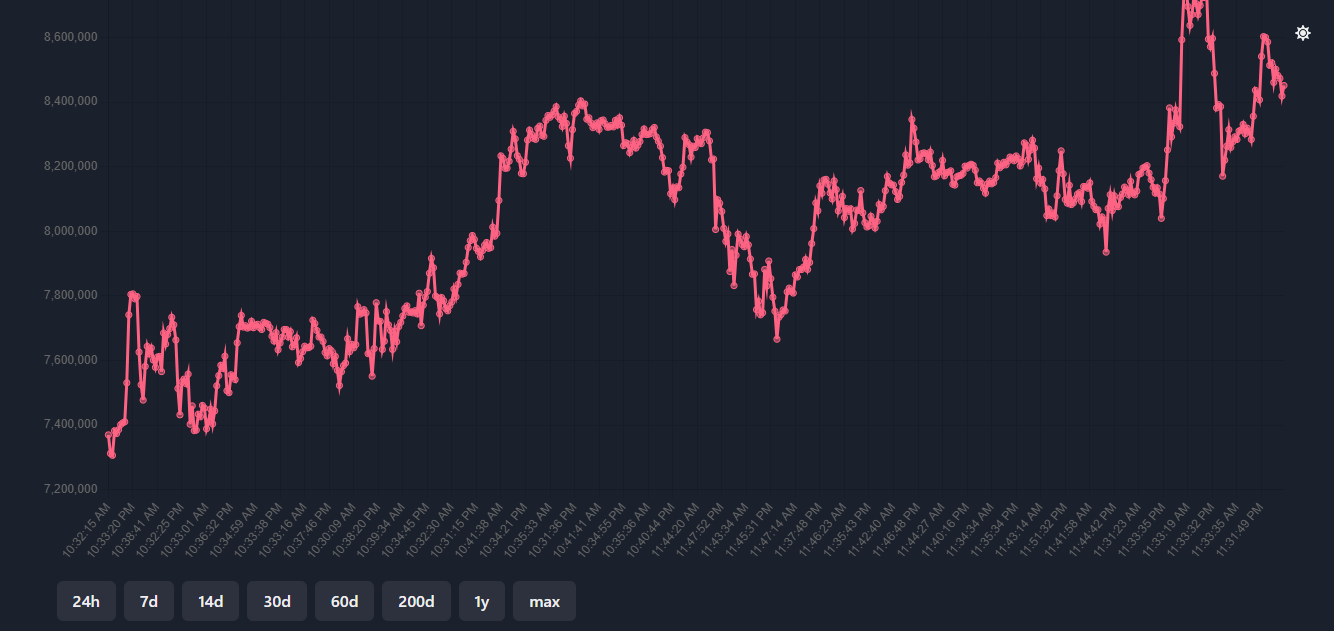 8,600,000
8,400,000
8,200,000
8,000,000
7,800,000
7,600,000
7,400,000
7,200,000
10:32:15 AM
10:33:20 PM
10:38:41 AM
10:32:25 PM
10:33:01 AM
10:36:32 PM
10:34:59 AM
10:33:38 PM
10:33:16 AM
10:37:46 PM
10:30:09 AM
10:38:20 PM
10:39:34 AM
10:34:45 PM
10:32:30 AM
10:31:15 PM
10:41:38 AM
10:34:21 PM
10:35:33 AM
10:31:36 PM
10:41:41 AM
10:34:55 PM
10:35:36 AM
10:40:44 PM
11:44:20 AM
11:47:52 PM
11:43:34 AM
11:45:31 PM
11:47:14 AM
11:37:48 PM
11:46:23 AM
11:35:43 PM
11:42:40 AM
11:46:48 PM
11:44:27 AM
11:40:16 PM
11:34:34 AM
11:35:34 PM
11:43:14 AM
11:51:32 PM
11:41:58 AM
11:44:42 PM
11:31:23 AM
11:33:35 PM
11:33:19 AM
11:33:32 PM
11:33:35 AM
11:31:49 PM
24h
7d
14d
30d
60d
200d
1y
max